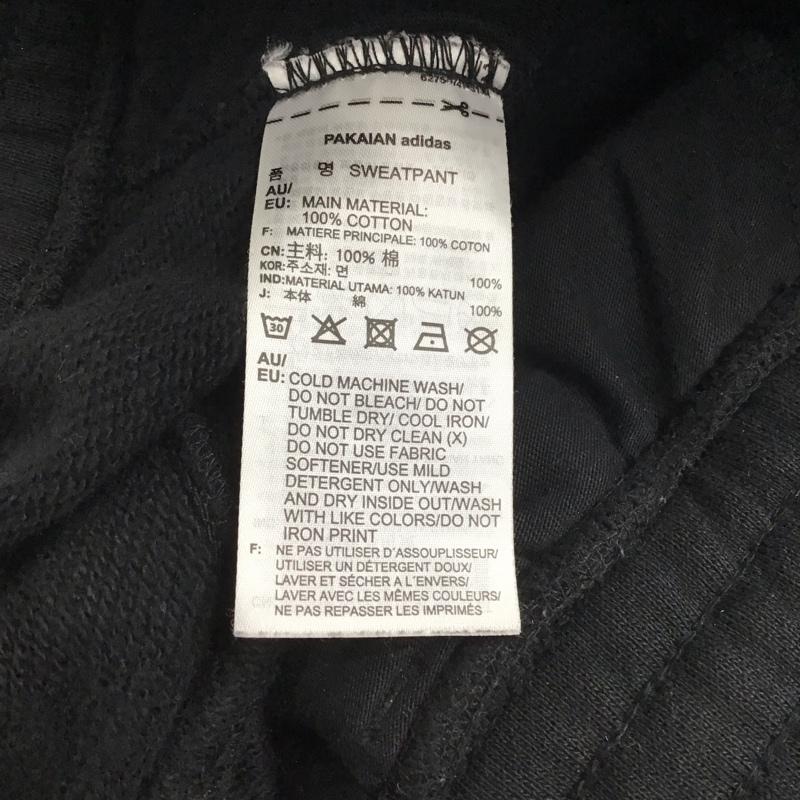 PAKAIAN adidas
품 명 SWEATPANT
AU/
EU: MAIN MATERIAL:
100% COTTON
F: MATIERE PRINCIPALE: 100% COTON
CN: 主料: 100% 棉
KOR: 주소재: 면 100%
IND: MATERIAL UTAMA: 100% KATUN
J: 本体 綿 100%
30
AU/
EU: COLD MACHINE WASH/
DO NOT BLEACH/ DO NOT
TUMBLE DRY/ COOL IRON/
DO NOT DRY CLEAN (X)
DO NOT USE FABRIC
SOFTENER/USE MILD
DETERGENT ONLY/WASH
AND DRY INSIDE OUT/WASH
WITH LIKE COLORS/DO NOT
IRON PRINT
F: NE PAS UTILISER D'ASSOUPLISSEUR/
UTILISER UN DÉTERGENT DOUX/
LAVER ET SÉCHER A L'ENVERS/
LAVER AVEC LES MÊMES COULEURS/
NE PAS REPASSER LES IMPRIMÉS